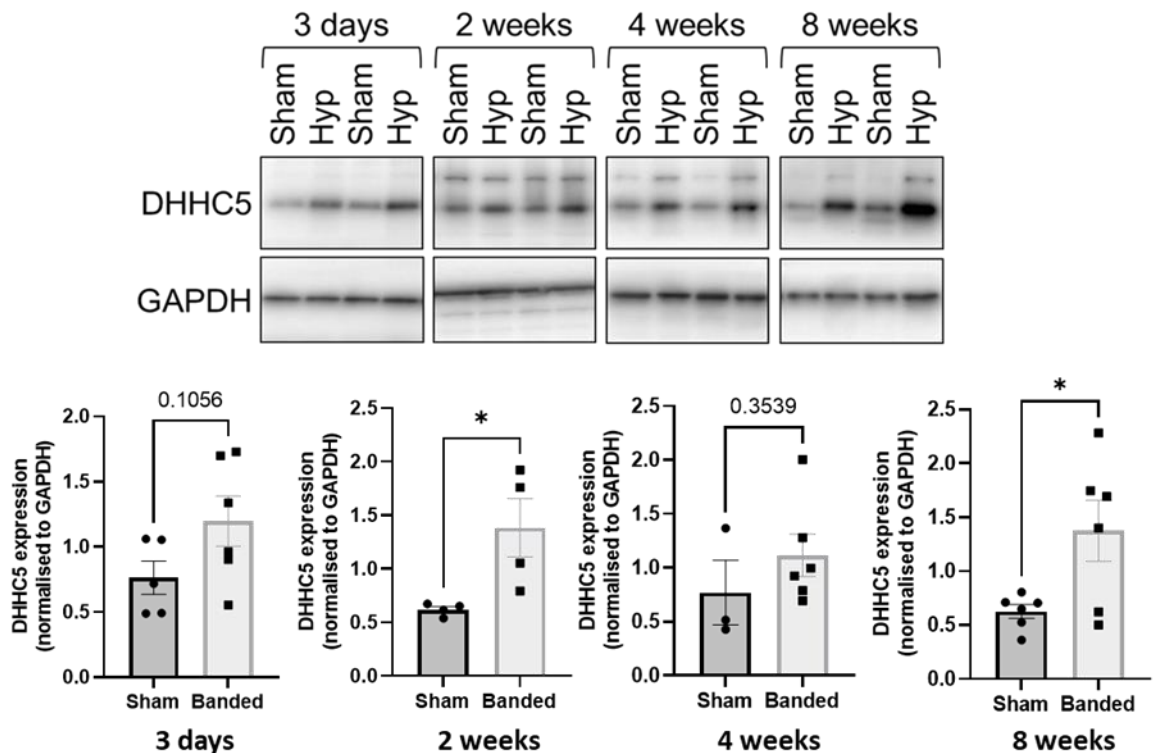 3 days 2 weeks 4 weeks 8 weeks
Sham Hyp Sham Hyp Sham Hyp Sham Hyp Sham Hyp Sham Hyp Sham Hyp Sham Hyp
DHHC5
GAPDH
DHHC5 expression
(normalised to GAPDH)
2.0
1.5
1.0
0.5
0.0
0.1056
Sham Banded
3 days
DHHC5 expression
(normalised to GAPDH)
2.5
2.0
1.5
1.0
0.5
0.0
*
Sham Banded
2 weeks
DHHC5 expression
(normalised to GAPDH)
2.5
2.0
1.5
1.0
0.5
0.0
0.3539
Sham Banded
4 weeks
DHHC5 expression
(normalised to GAPDH)
2.5
2.0
1.5
1.0
0.5
0.0
*
Sham Banded
8 weeks